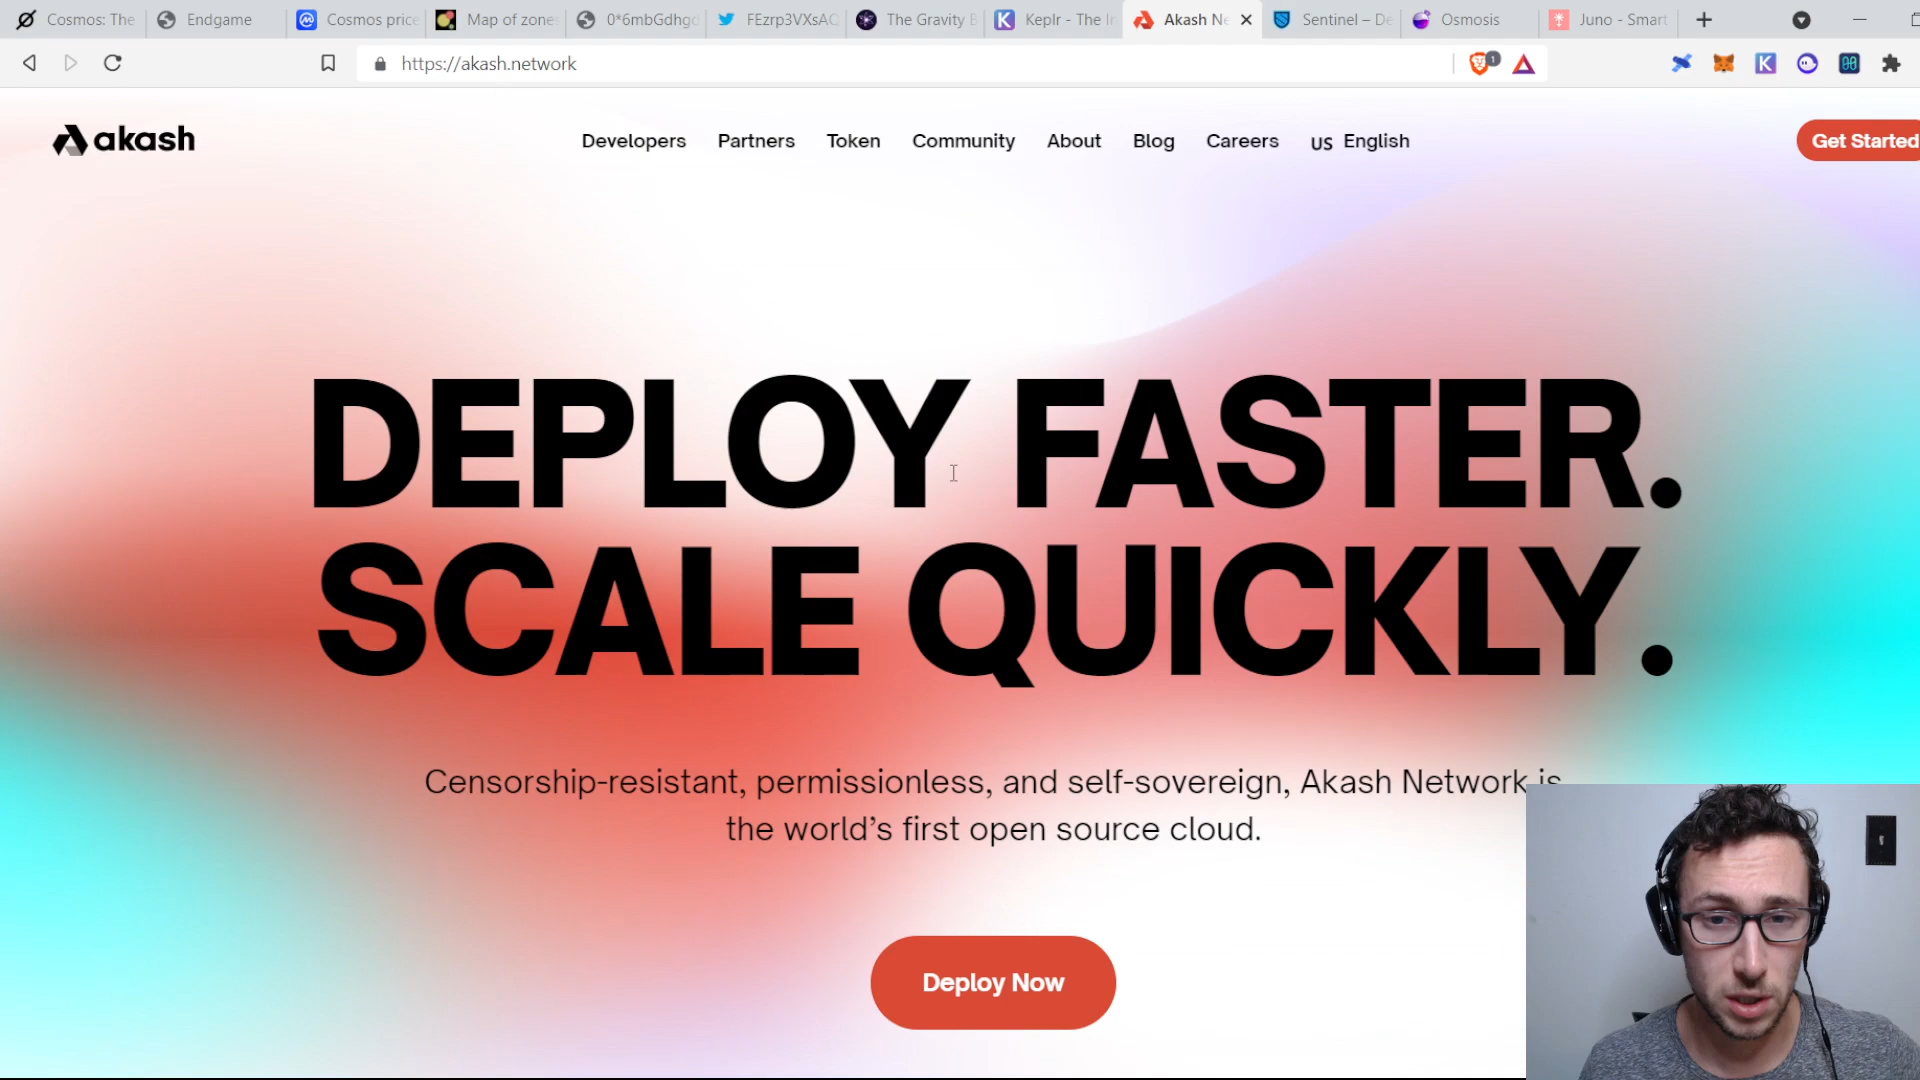 Cosmos: The
Endgame
Cosmos price
Map of zones
0*6mbGdhgd
FEzrp3VXsAC
The Gravity B
Keplr - The In
Akash Ne
Sentinel – De
Osmosis
Juno - Smart
https://akash.network
1
akash
Developers
Partners
Token
Community
About
Blog
Careers
US English
Get Started
DEPLOY FASTER.
SCALE QUICKLY.
Censorship-resistant, permissionless, and self-sovereign, Akash Network is
the world’s first open source cloud.
Deploy Now